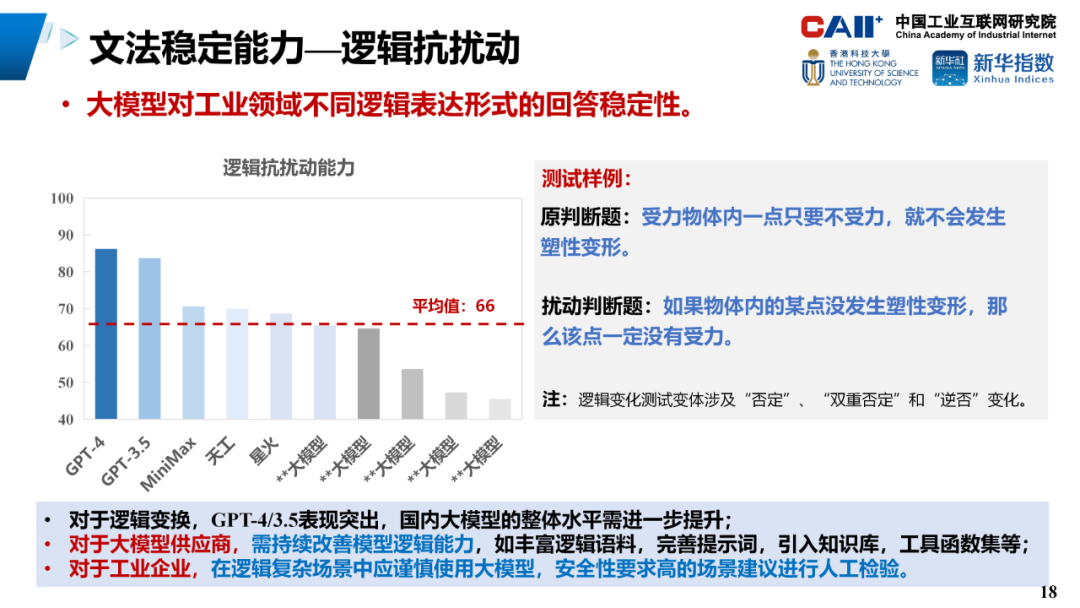 文法稳定能力—逻辑抗扰动
CAII+
中国工业互联网研究院
China Academy of Industrial Internet
香港科技大學
THE HONG KONG
UNIVERSITY OF SCIENCE
AND TECHNOLOGY
新华社
新华指数
Xinhua Indices
• 大模型对工业领域不同逻辑表达形式的回答稳定性。
逻辑抗扰动能力
100
90
80
70
60
50
40
平均值：66
GPT-4
GPT-3.5
MiniMax
天工
星火
**大模型
**大模型
**大模型
**大模型
**大模型
测试样例：
原判断题：受力物体内一点只要不受力，就不会发生
塑性变形。
扰动判断题：如果物体内的某点没发生塑性变形，那
么该点一定没有受力。
注：逻辑变化测试变体涉及“否定”、“双重否定”和“逆否”变化。
• 对于逻辑变换，GPT-4/3.5表现突出，国内大模型的整体水平需进一步提升；
• 对于大模型供应商，需持续改善模型逻辑能力，如丰富逻辑语料，完善提示词，引入知识库，工具函数集等；
• 对于工业企业，在逻辑复杂场景中应谨慎使用大模型，安全性要求高的场景建议进行人工检验。
18